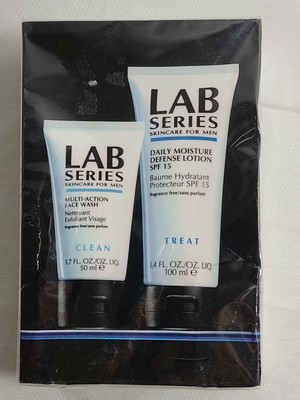 LAB
SERIES
SKINCARE FOR MEN
MULTI-ACTION
FACE WASH
Nettoyant
Exfoliant Visage
fragrance free/sans parfum
CLEAN
1.7 FL. OZ./OZ. LIQ.
50 ml e
LAB
SERIES
SKINCARE FOR MEN
DAILY MOISTURE
DEFENSE LOTION
SPF 15
Baume Hydratant
Protecteur SPF 15
fragrance free/sans parfum
TREAT
1.4 FL. OZ./OZ. LIQ.
100 ml e